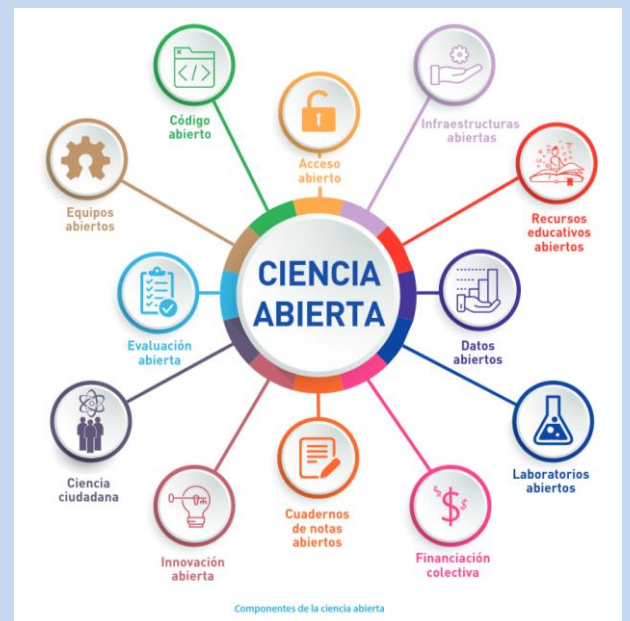 Código
abierto
Acceso
abierto
Infraestructuras
abiertas
Equipos
abiertos
Recursos
educativos
abiertos
CIENCIA
ABIERTA
Evaluación
abierta
Datos
abiertos
Ciencia
ciudadana
Laboratorios
abiertos
Innovación
abierta
Cuadernos
de notas
abiertos
Financiación
colectiva
Componentes de la ciencia abierta